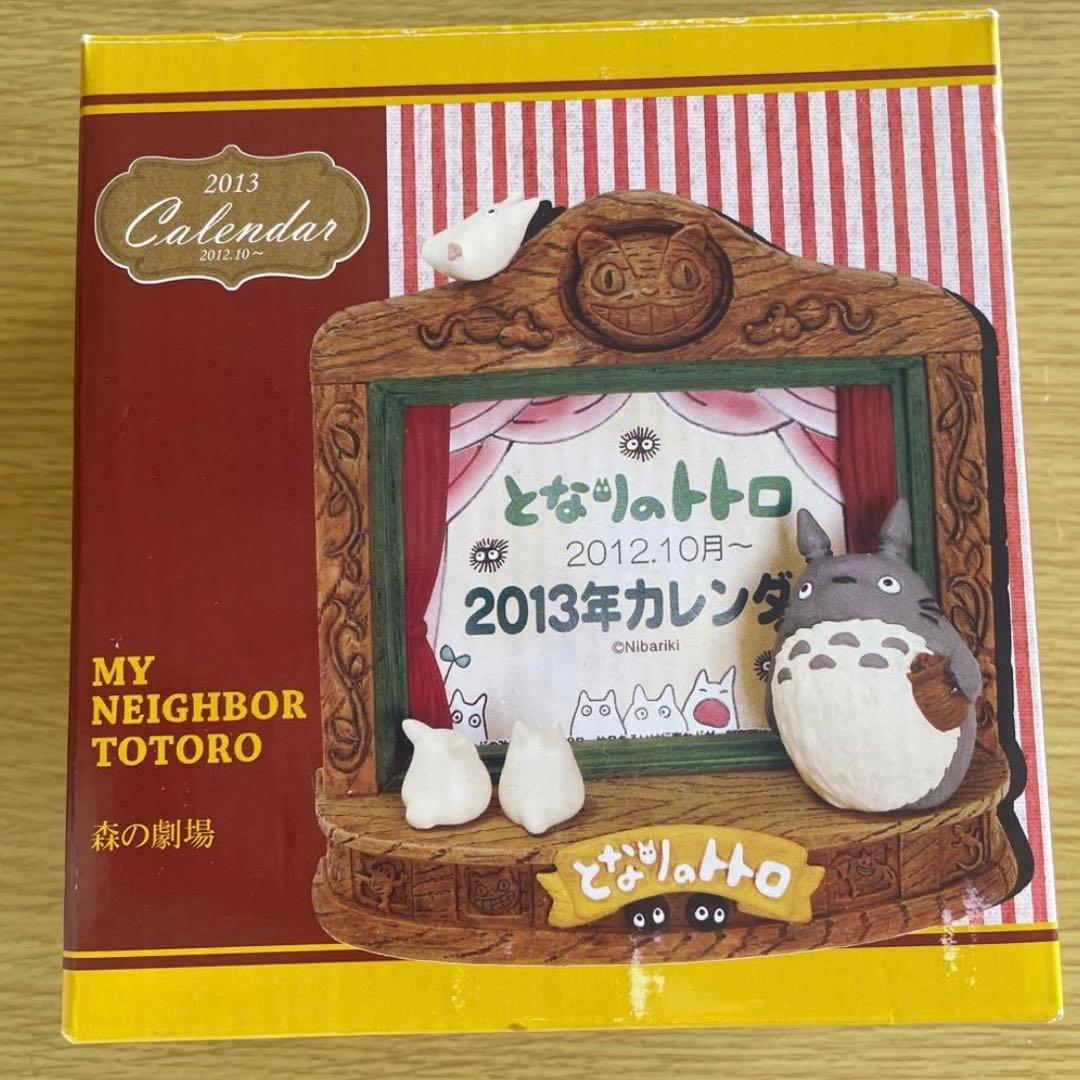 2013
Calendar
2012.10～
となりのトトロ
2012.10月～
2013年カレンダ
©Nibariki
MY
NEIGHBOR
TOTORO
森の劇場
となりのトトロ